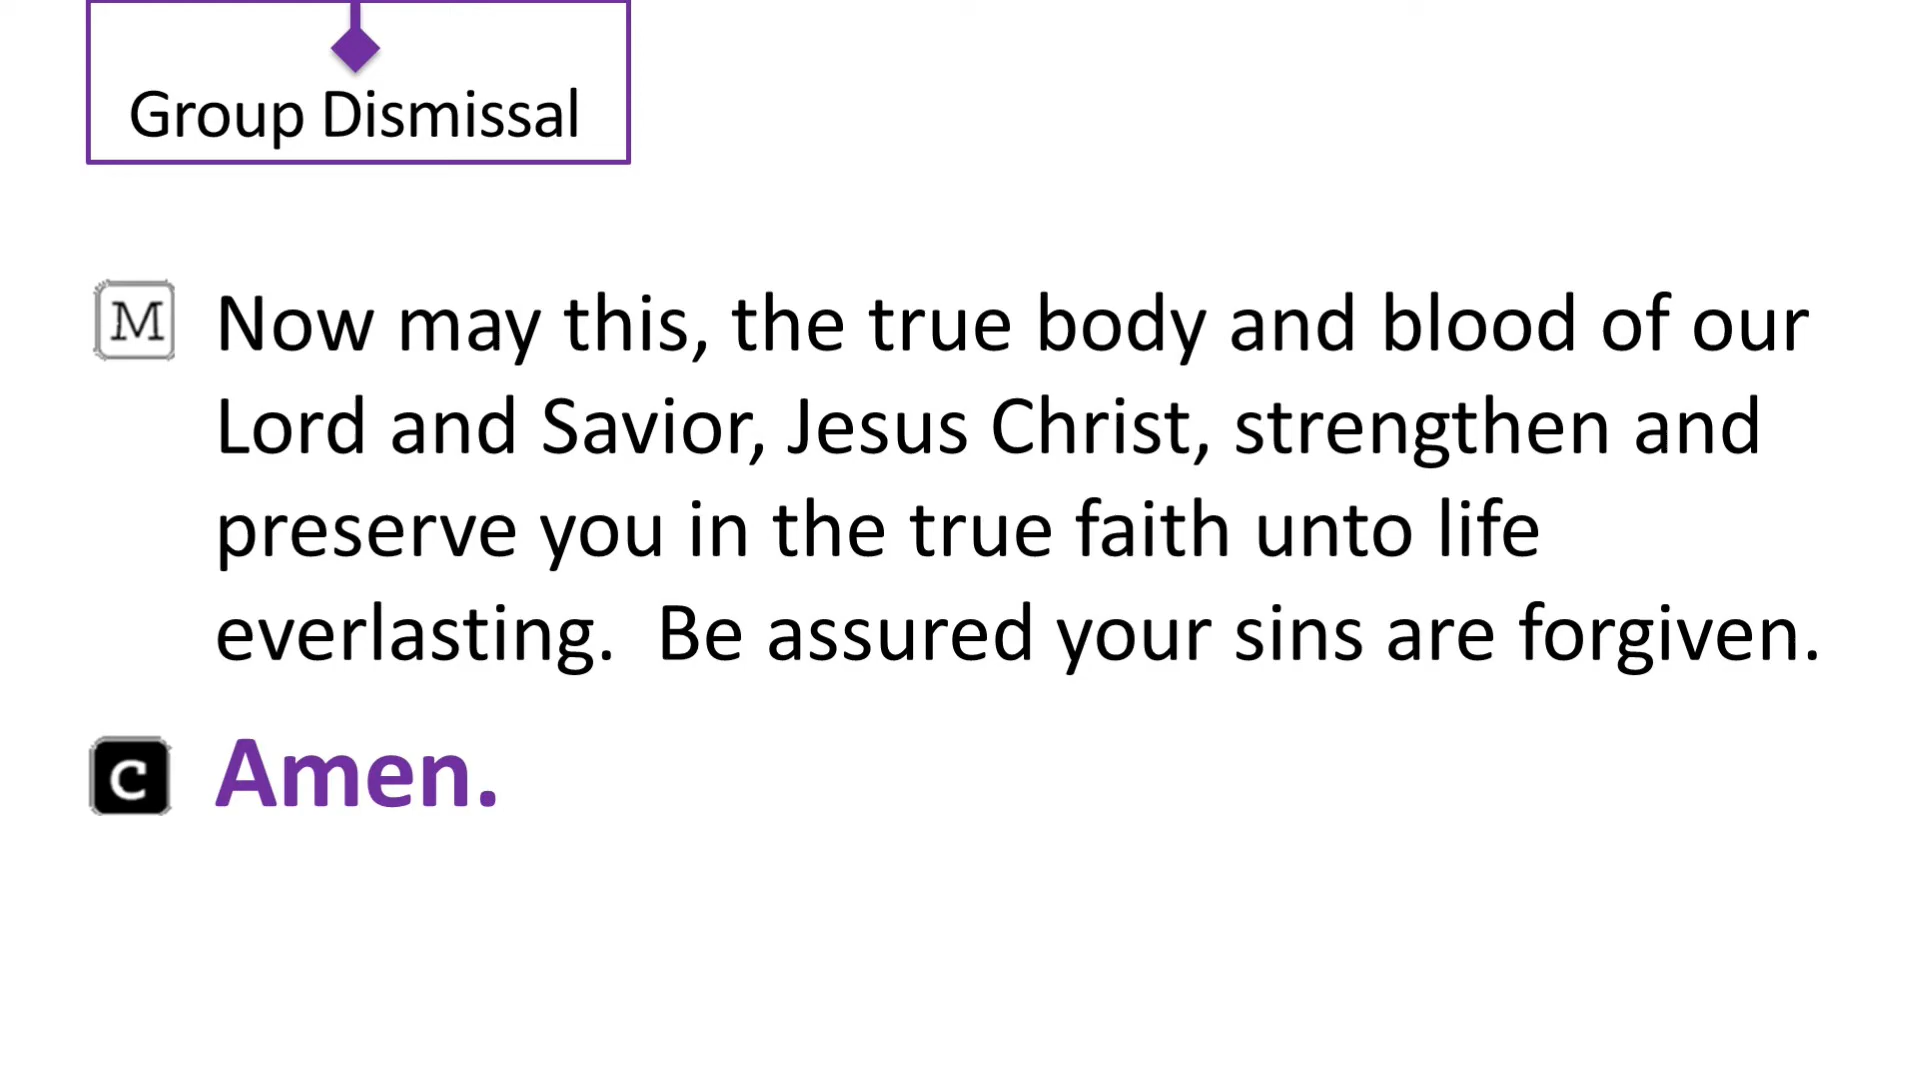 Group Dismissal
M Now may this, the true body and blood of our
Lord and Savior, Jesus Christ, strengthen and
preserve you in the true faith unto life
everlasting.  Be assured your sins are forgiven.
C Amen.